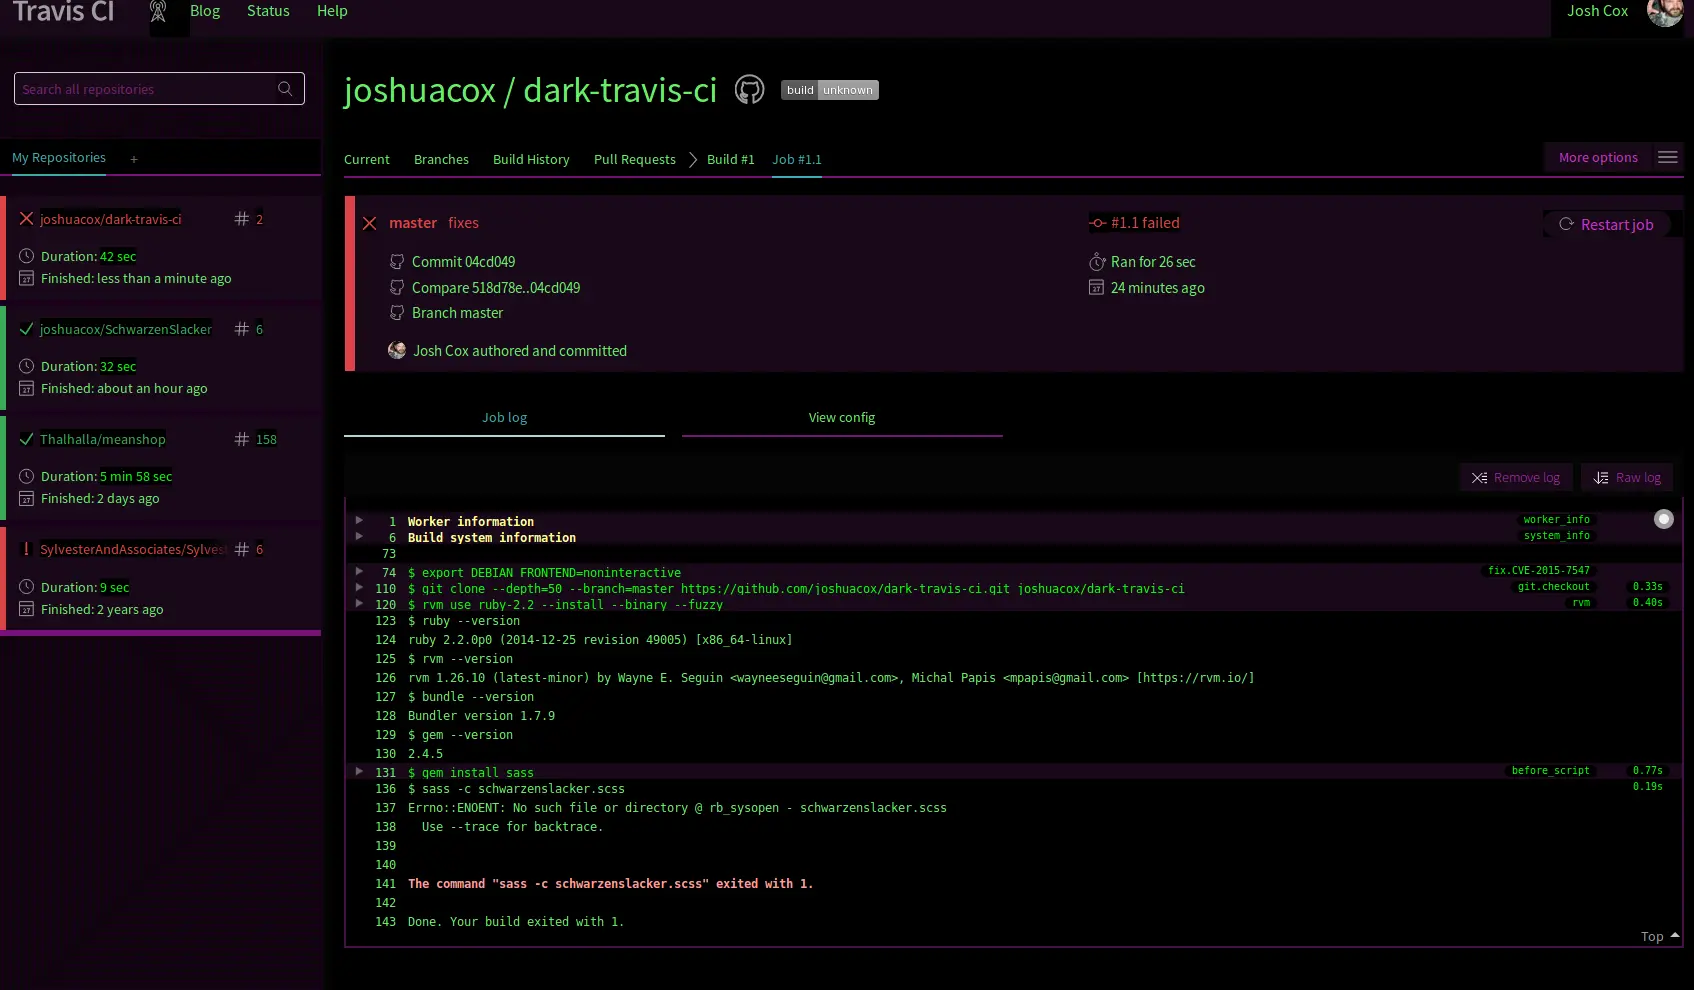 Travis CI Blog Status Help Josh Cox
Search all repositories
My Repositories +
joshuacox/dark-travis-ci # 2
Duration: 42 sec
Finished: less than a minute ago
joshuacox/SchwarzenSlacker # 6
Duration: 32 sec
Finished: about an hour ago
Thalhalla/meanshop # 158
Duration: 5 min 58 sec
Finished: 2 days ago
! SylvesterAndAssociates/Sylves # 6
Duration: 9 sec
Finished: 2 years ago
joshuacox / dark-travis-ci build unknown
Current Branches Build History Pull Requests Build #1 Job #1.1 More options
master fixes #1.1 failed Restart job
Commit 04cd049 Ran for 26 sec
Compare 518d78e..04cd049 24 minutes ago
Branch master
Josh Cox authored and committed
Job log View config
Remove log Raw log
1 Worker information worker_info
6 Build system information system_info
73
74 $ export DEBIAN_FRONTEND=noninteractive fix.CVE-2015-7547
110 $ git clone --depth=50 --branch=master https://github.com/joshuacox/dark-travis-ci.git joshuacox/dark-travis-ci git.checkout 0.33s
120 $ rvm use ruby-2.2 --install --binary --fuzzy rvm 0.40s
123 $ ruby --version
124 ruby 2.2.0p0 (2014-12-25 revision 49005) [x86_64-linux]
125 $ rvm --version
126 rvm 1.26.10 (latest-minor) by Wayne E. Seguin <wayneeseguin@gmail.com>, Michal Papis <mpapis@gmail.com> [https://rvm.io/]
127 $ bundle --version
128 Bundler version 1.7.9
129 $ gem --version
130 2.4.5
131 $ gem install sass before_script 0.77s
136 $ sass -c schwarzenslacker.scss 0.19s
137 Errno::ENOENT: No such file or directory @ rb_sysopen - schwarzenslacker.scss
138 Use --trace for backtrace.
139
140
141 The command "sass -c schwarzenslacker.scss" exited with 1.
142
143 Done. Your build exited with 1.
Top